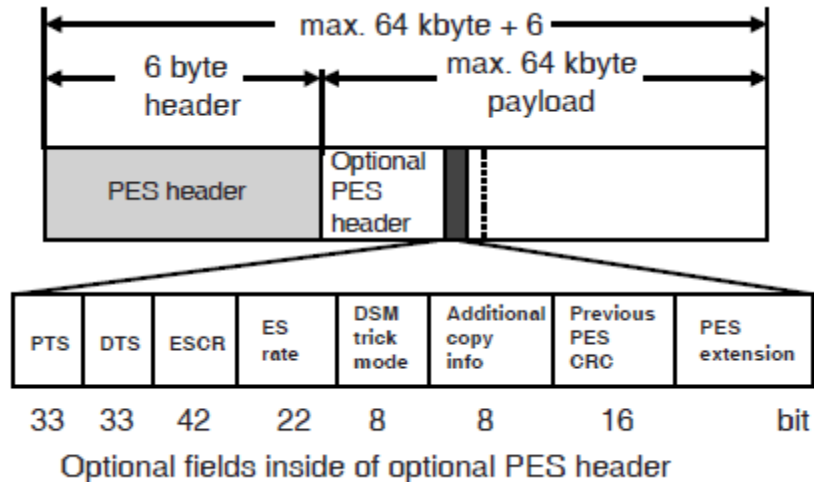 max. 64 kbyte + 6
6 byte
header
max. 64 kbyte
payload
PES header
Optional
PES
header
PTS
DTS
ESCR
ES
rate
DSM
trick
mode
Additional
copy
info
Previous
PES
CRC
PES
extension
33 33 42 22 8 8 16 bit
Optional fields inside of optional PES header